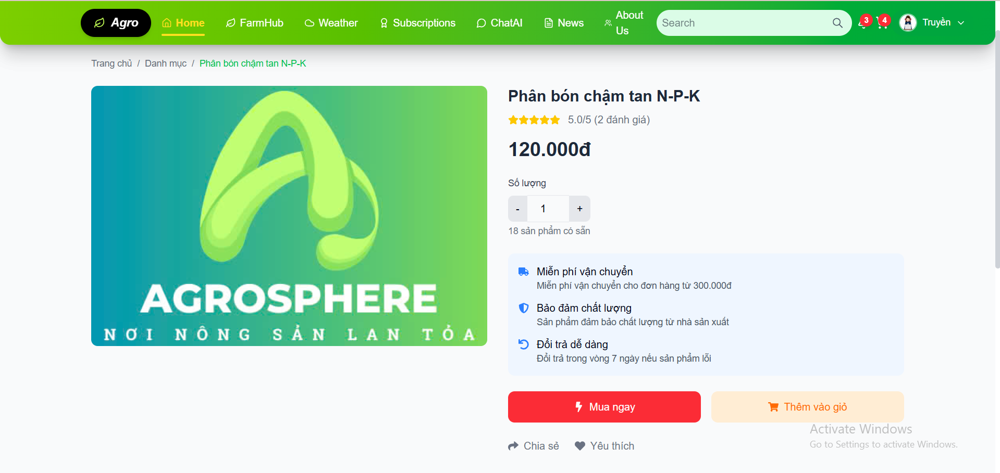 Agro
Home
FarmHub
Weather
Subscriptions
ChatAI
News
About
Us
Search
3
4
Truyền
Trang chủ / Danh mục / Phân bón chậm tan N-P-K
AGROSPHERE
NƠI NÔNG SẢN LAN TỎA
Phân bón chậm tan N-P-K
5.0/5 (2 đánh giá)
120.000đ
Số lượng
- 1 +
18 sản phẩm có sẵn
Miễn phí vận chuyển
Miễn phí vận chuyển cho đơn hàng từ 300.000đ
Bảo đảm chất lượng
Sản phẩm đảm bảo chất lượng từ nhà sản xuất
Đổi trả dễ dàng
Đổi trả trong vòng 7 ngày nếu sản phẩm lỗi
Mua ngay
Thêm vào giỏ
Chia sẻ
Yêu thích
Activate Windows
Go to Settings to activate Windows.